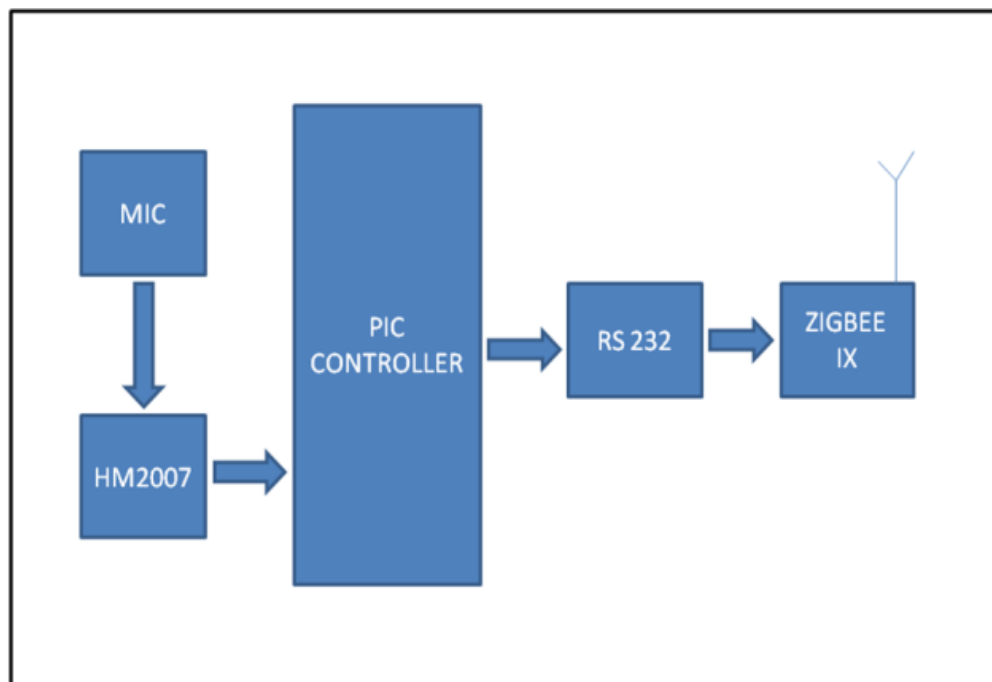 MIC
HM2007
PIC
CONTROLLER
RS 232
ZIGBEE
IX